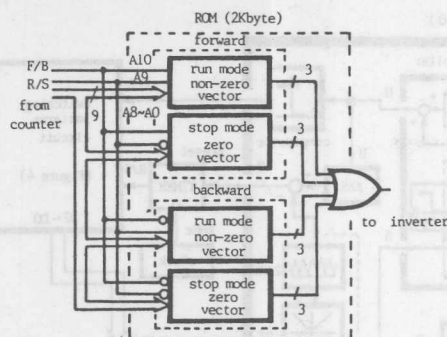 ROM (2Kbyte)
forward
F/B
A10
R/S
A9
from
counter
9
A8~A0
run mode
non-zero
vector
3
stop mode
zero
vector
3
backward
run mode
non-zero
vector
3
stop mode
zero
vector
3
to inverter